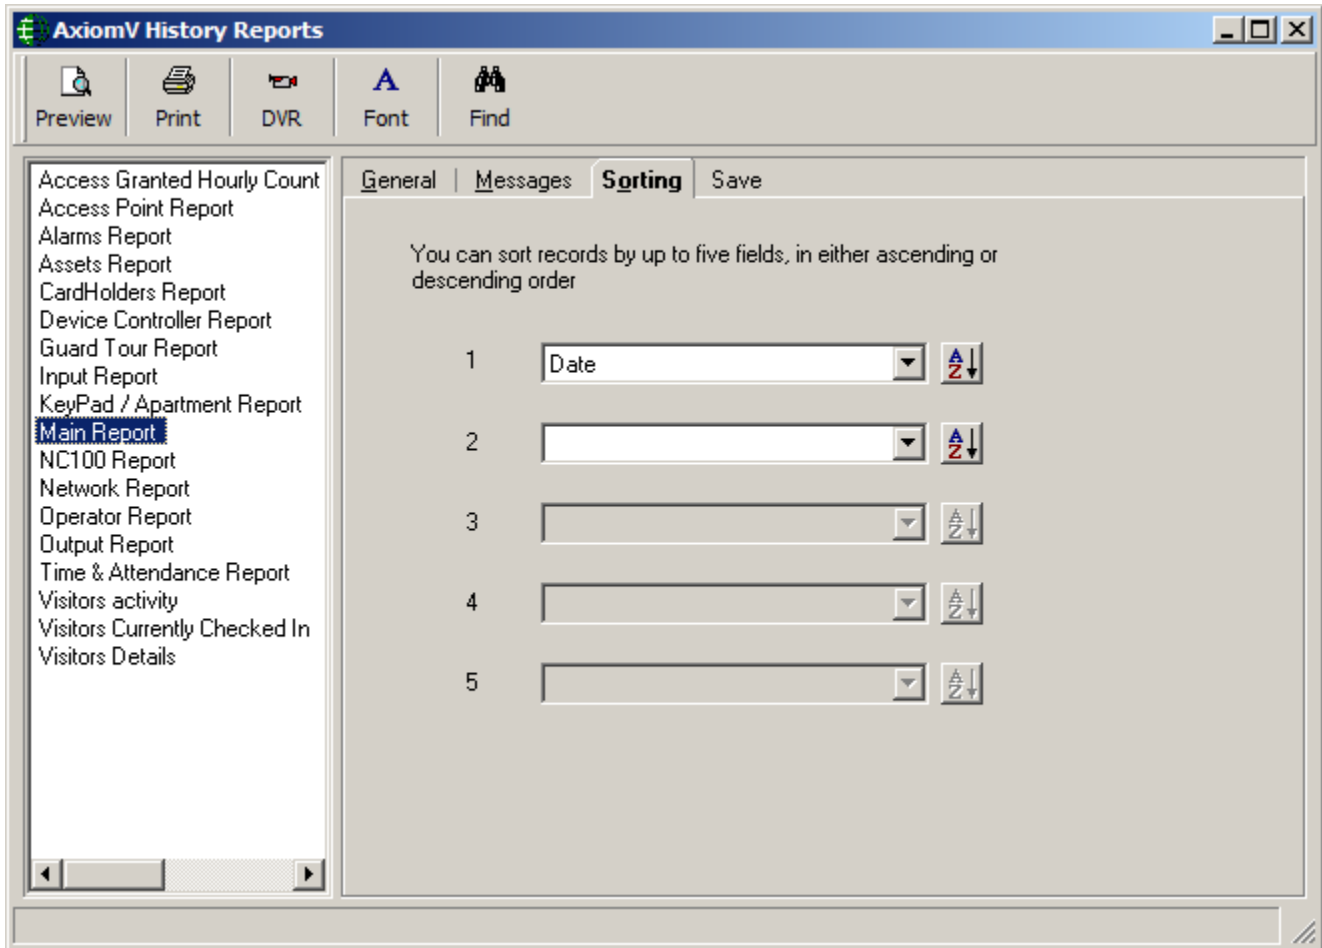 AxiomV History Reports
Preview
Print
DVR
Font
Find
Access Granted Hourly Count
Access Point Report
Alarms Report
Assets Report
CardHolders Report
Device Controller Report
Guard Tour Report
Input Report
KeyPad / Apartment Report
Main Report
NC100 Report
Network Report
Operator Report
Output Report
Time & Attendance Report
Visitors activity
Visitors Currently Checked In
Visitors Details
General
Messages
Sorting
Save
You can sort records by up to five fields, in either ascending or
descending order
1
Date
2
3
4
5